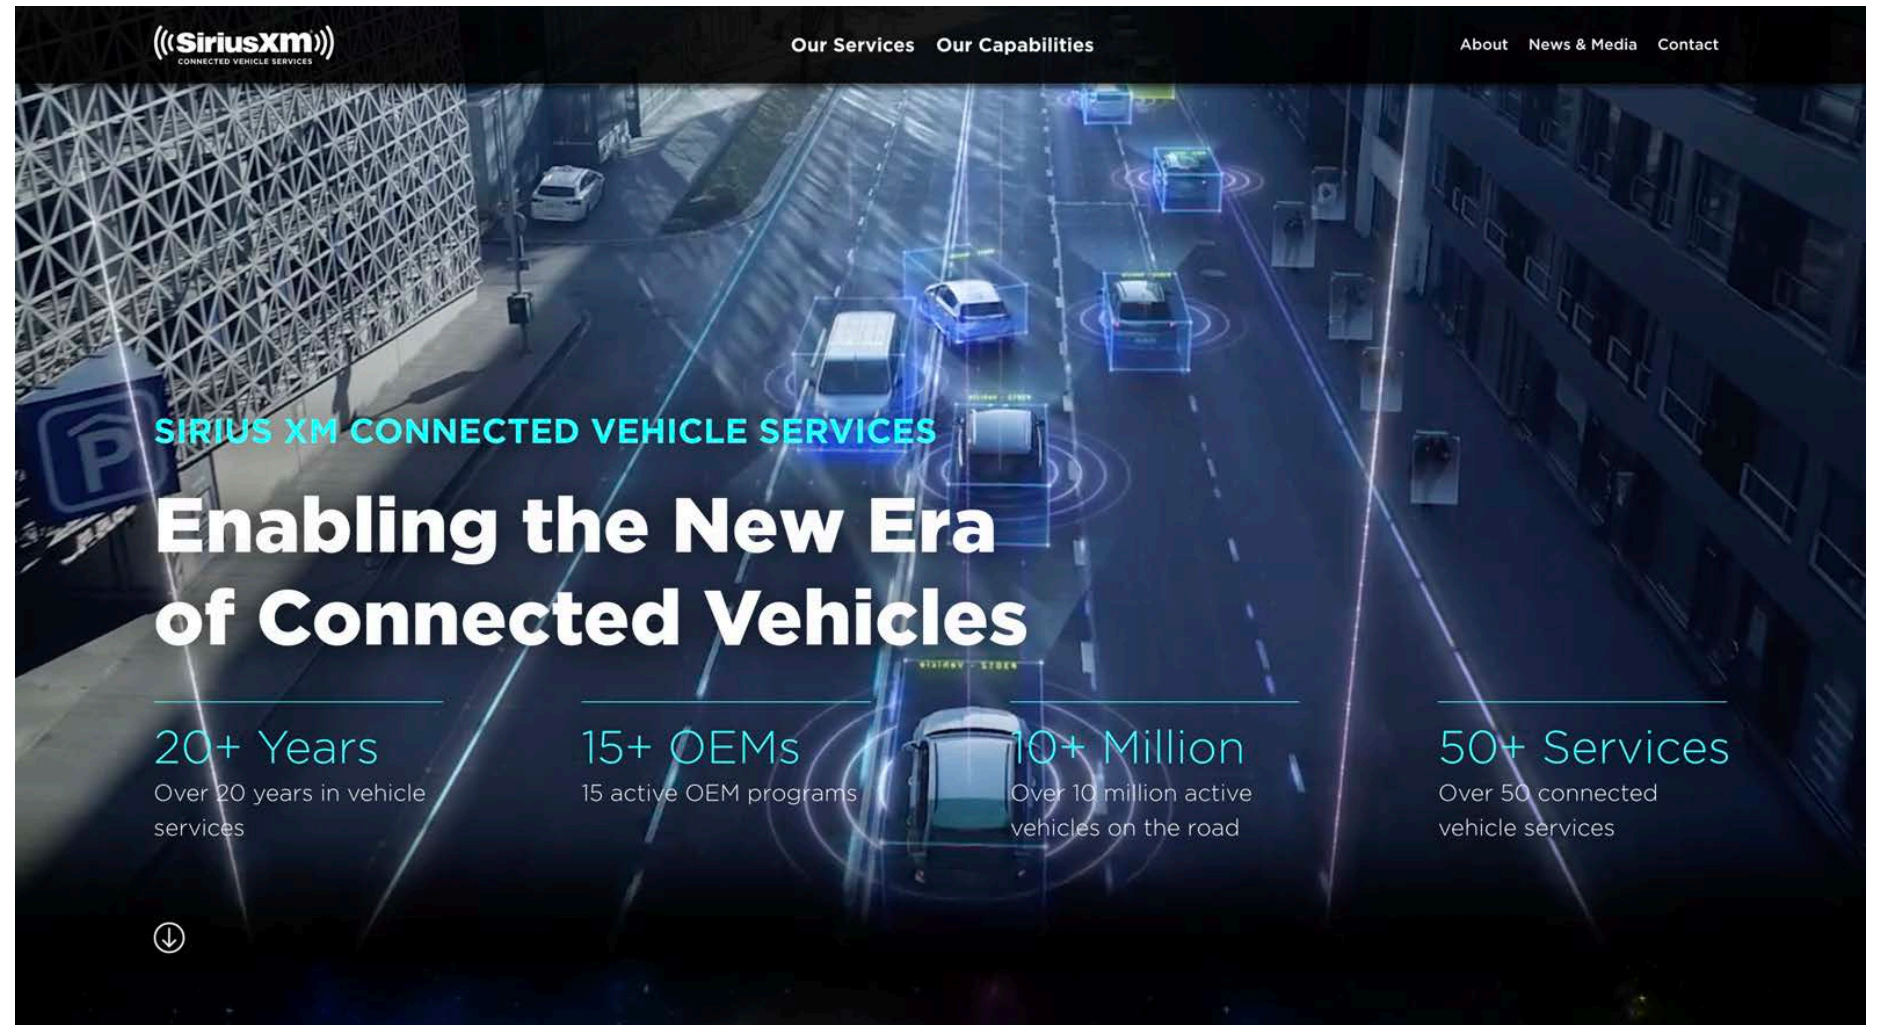 SiriusXM
CONNECTED VEHICLE SERVICES
Our Services
Our Capabilities
About
News & Media
Contact
P
SIRIUS XM CONNECTED VEHICLE SERVICES
Enabling the New Era
of Connected Vehicles
20+ Years
Over 20 years in vehicle
services
15+ OEMs
15 active OEM programs
10+ Million
Over 10 million active
vehicles on the road
50+ Services
Over 50 connected
vehicle services